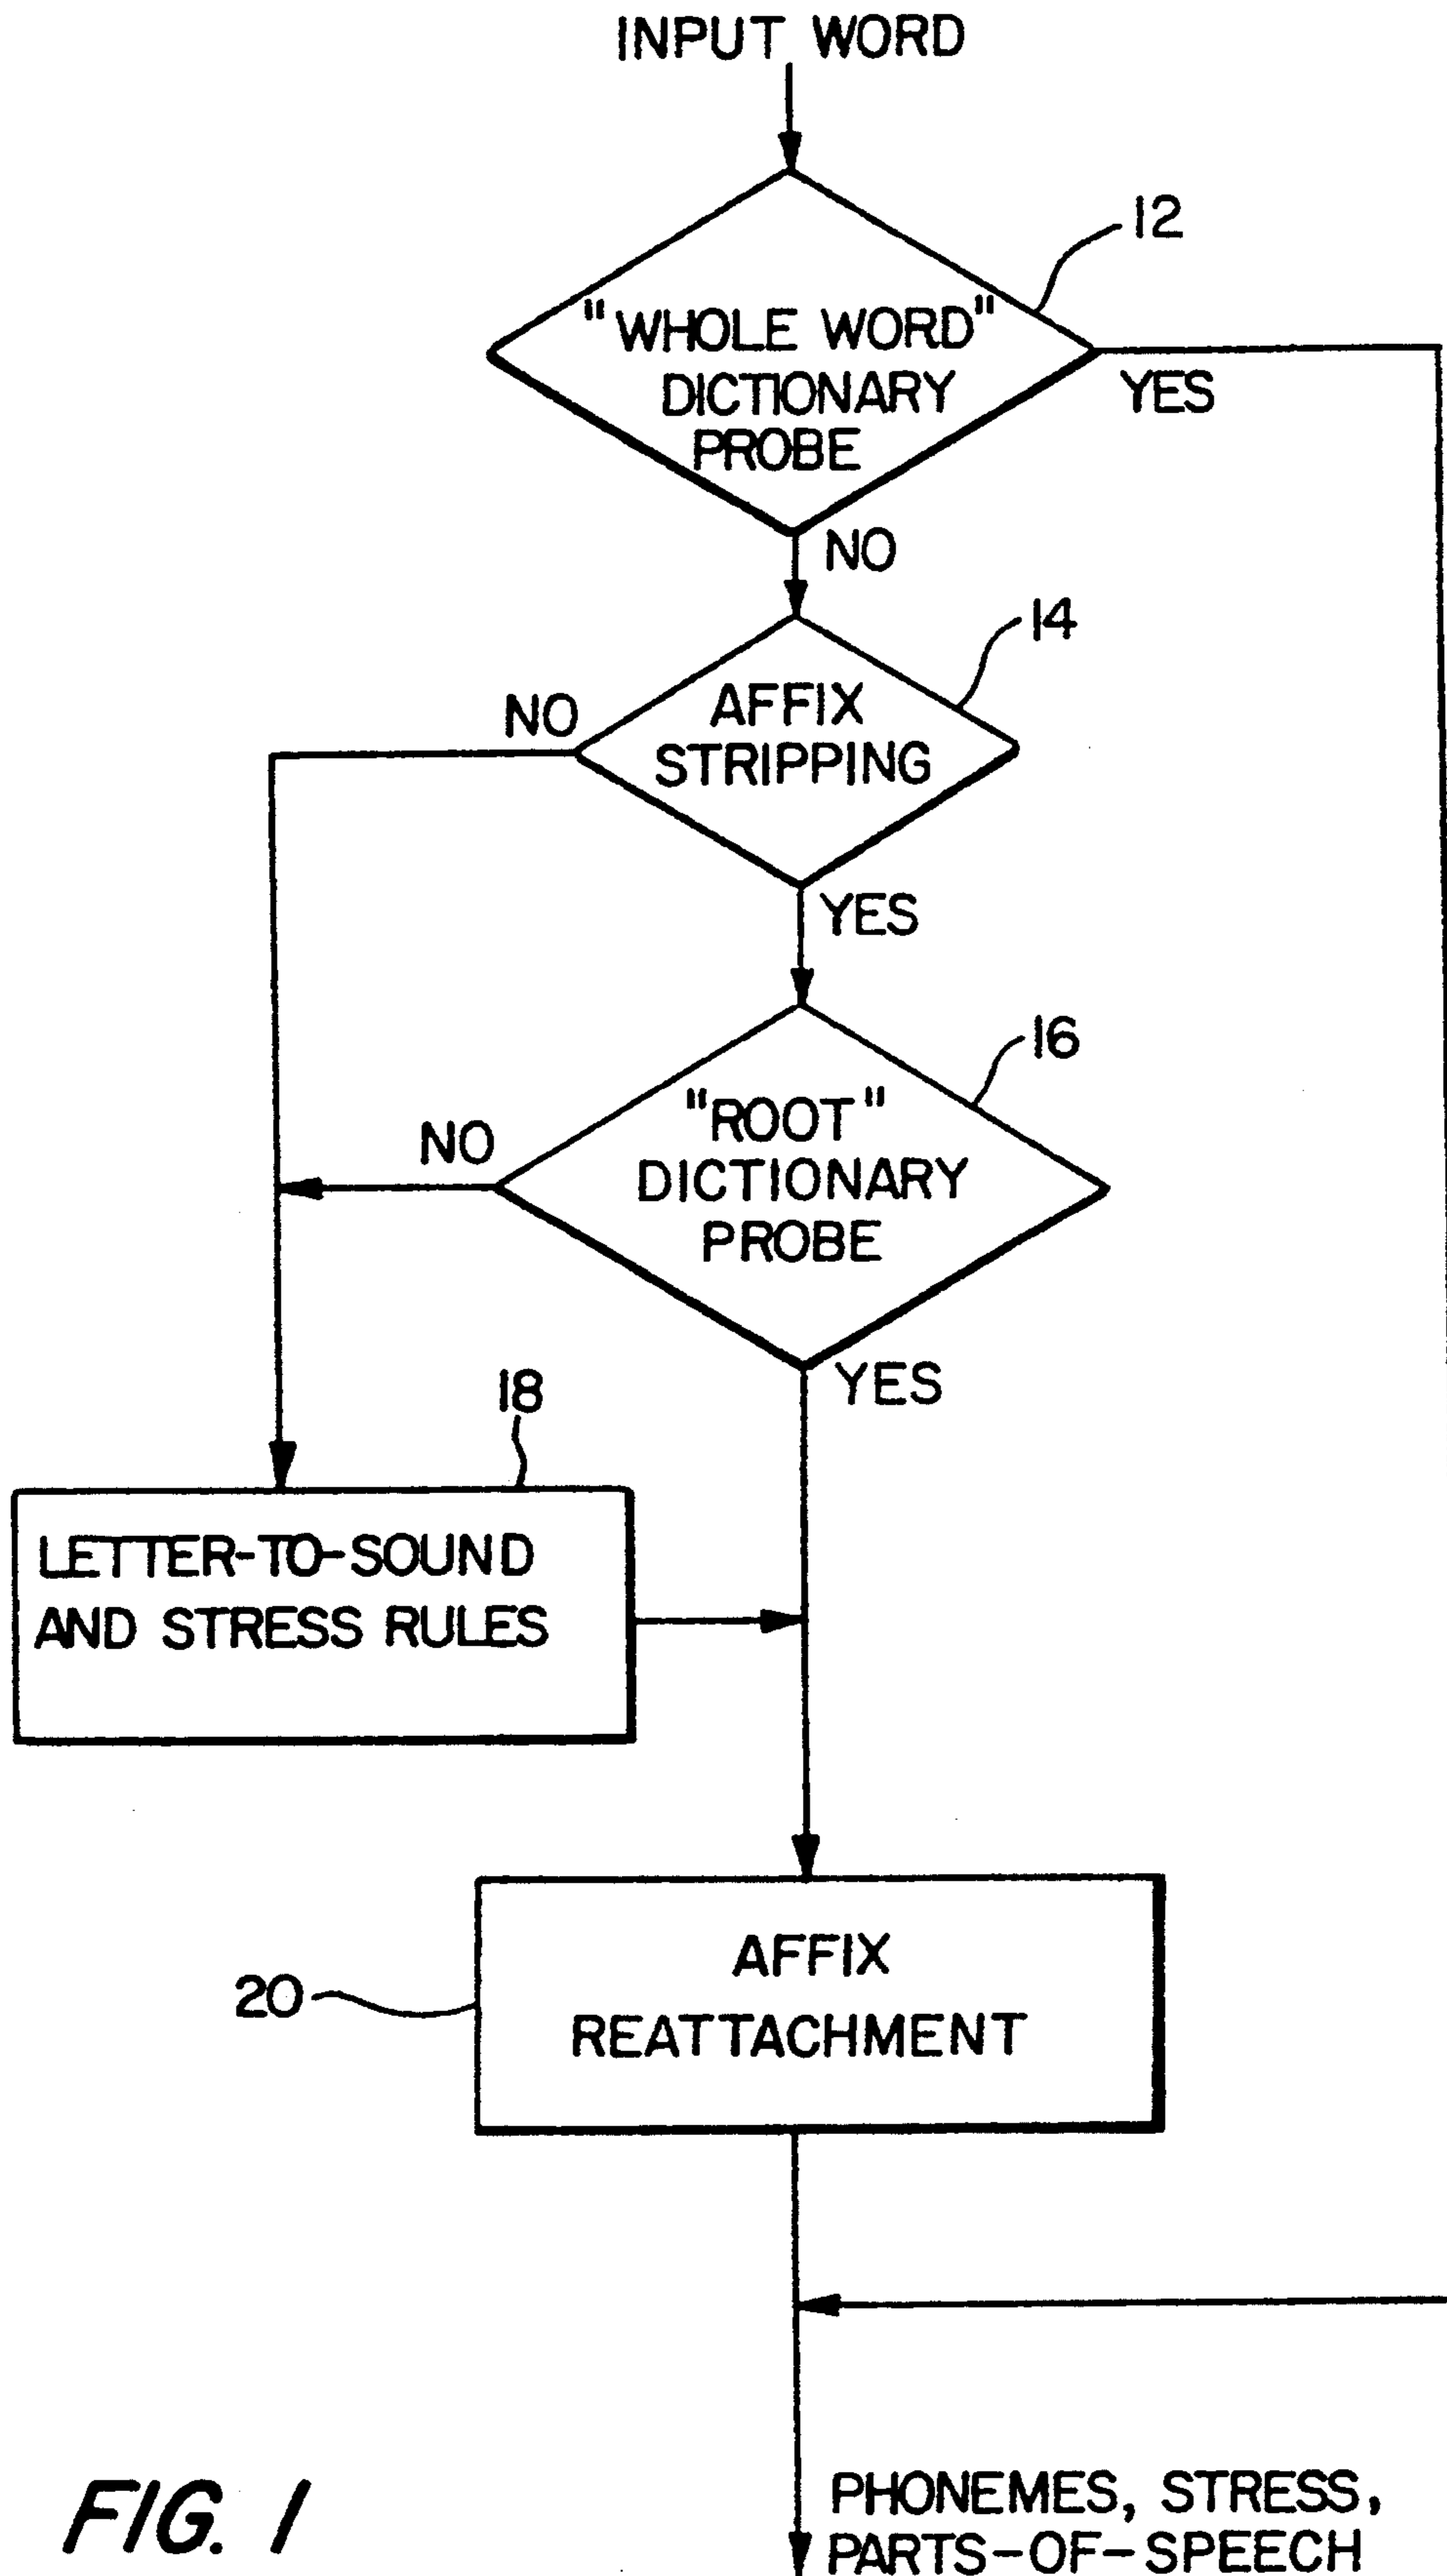 INPUT WORD
12
"WHOLE WORD"
DICTIONARY
PROBE
YES
NO
14
NO
AFFIX
STRIPPING
YES
16
"ROOT"
NO
DICTIONARY
PROBE
YES
18
LETTER-TO-SOUND
AND STRESS RULES
AFFIX
20
REATTACHMENT
FIG. 1
PHONEMES, STRESS,
PARTS-OF-SPEECH